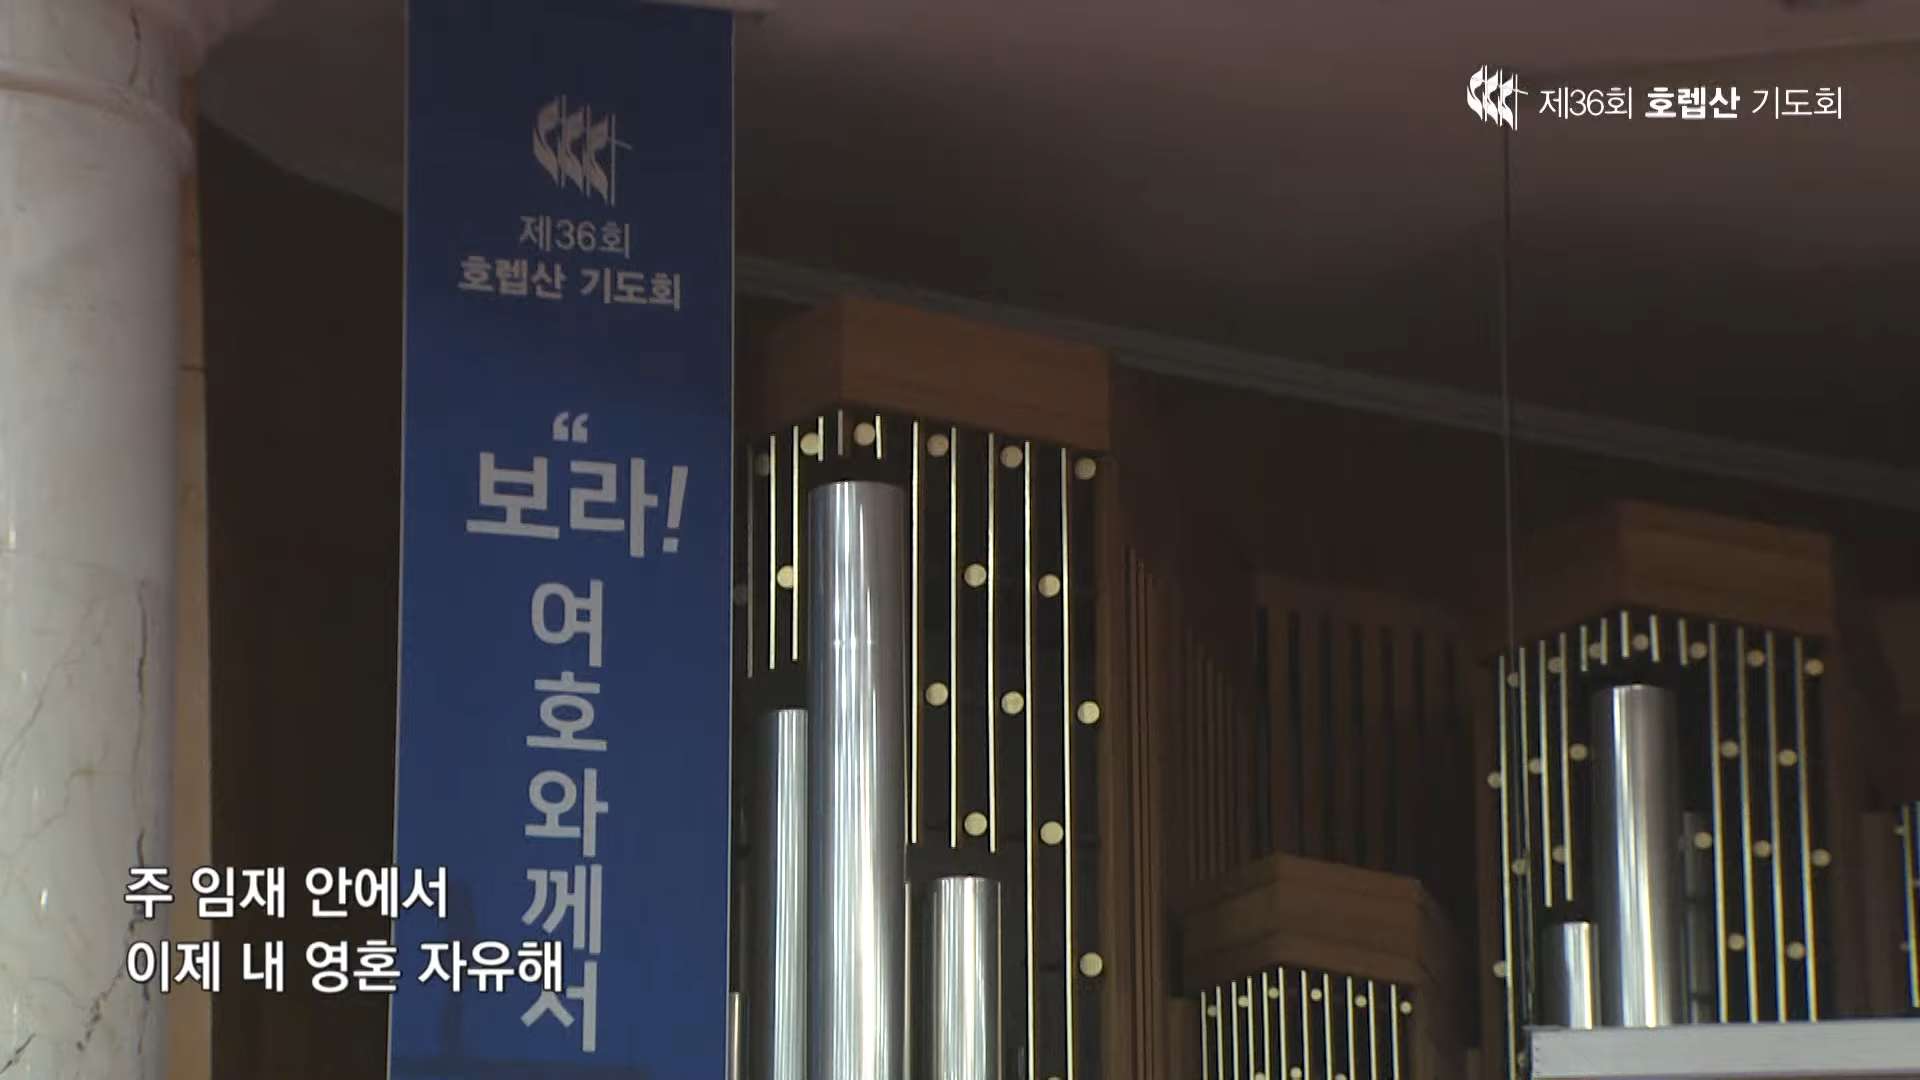 제36회 호렙산 기도회
제36회
호렙산 기도회
“
보라!
여호와께서
주 임재 안에서
이제 내 영혼 자유해